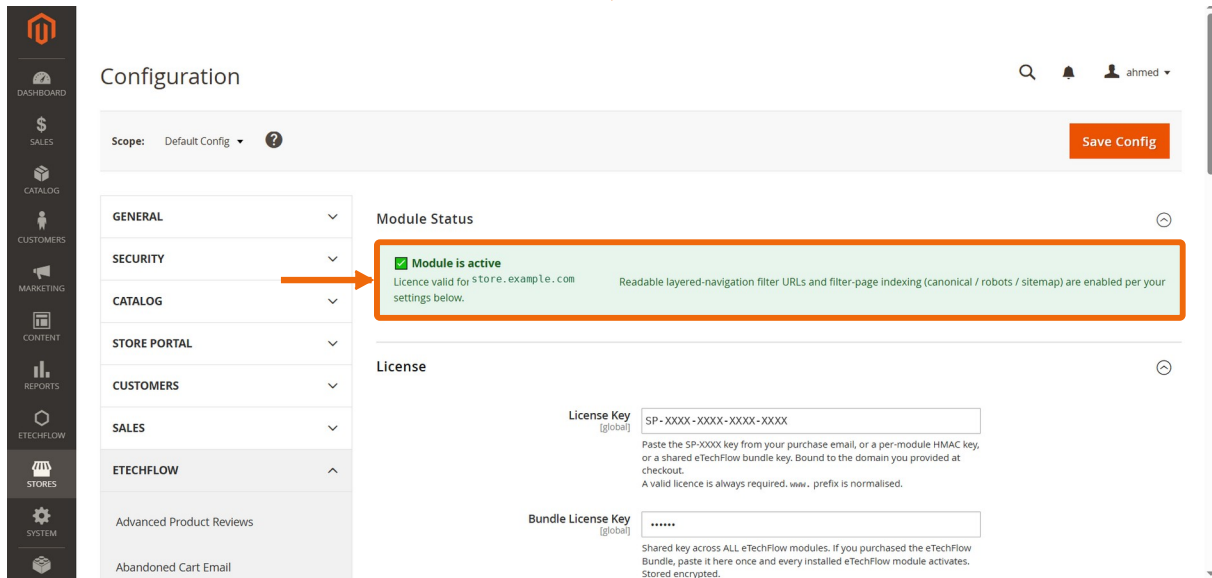 DASHBOARD
SALES
CATALOG
CUSTOMERS
MARKETING
CONTENT
REPORTS
ETECHFLOW
STORES
SYSTEM
Configuration
ahmed
Scope: Default Config ?
Save Config
GENERAL
SECURITY
CATALOG
STORE PORTAL
CUSTOMERS
SALES
ETECHFLOW
Advanced Product Reviews
Abandoned Cart Email
Module Status
Module is active
Licence valid for store.example.com Readable layered-navigation filter URLs and filter-page indexing (canonical / robots / sitemap) are enabled per your
settings below.
License
License Key
[global]
SP-XXXX-XXXX-XXXX-XXXX
Paste the SP-XXXX key from your purchase email, or a per-module HMAC key,
or a shared eTechFlow bundle key. Bound to the domain you provided at
checkout.
A valid licence is always required. www. prefix is normalised.
Bundle License Key
[global]
••••••
Shared key across ALL eTechFlow modules. If you purchased the eTechFlow
Bundle, paste it here once and every installed eTechFlow module activates.
Stored encrypted.